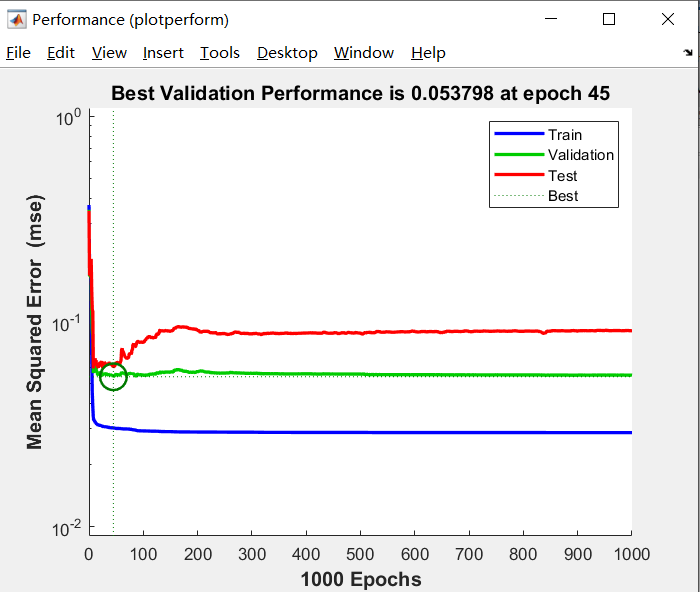 Performance (plotperform)
File Edit View Insert Tools Desktop Window Help
Best Validation Performance is 0.053798 at epoch 45
10^0
10^-1
10^-2
Mean Squared Error (mse)
Train
Validation
Test
Best
0 100 200 300 400 500 600 700 800 900 1000
1000 Epochs